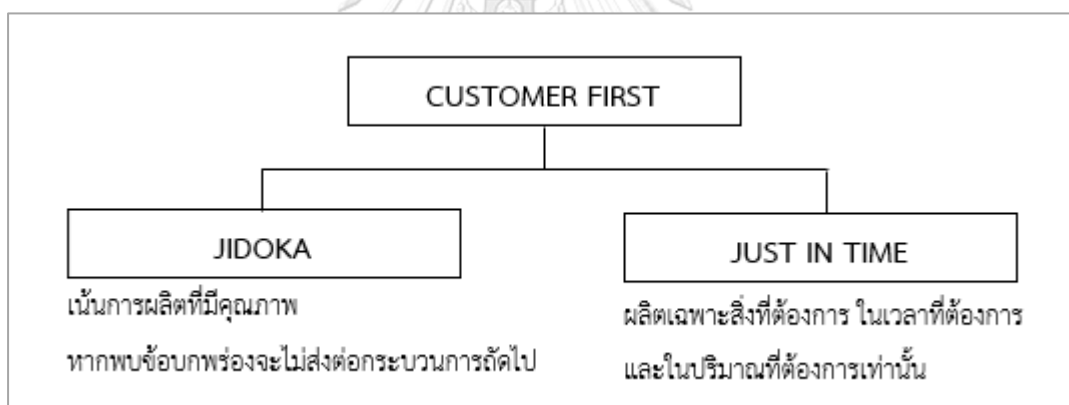 CUSTOMER FIRST
JIDOKA
เน้นการผลิตที่มีคุณภาพ
หากพบข้อบกพร่องจะไม่ส่งต่อกระบวนการถัดไป
JUST IN TIME
ผลิตเฉพาะสิ่งที่ต้องการ ในเวลาที่ต้องการ
และในปริมาณที่ต้องการเท่านั้น